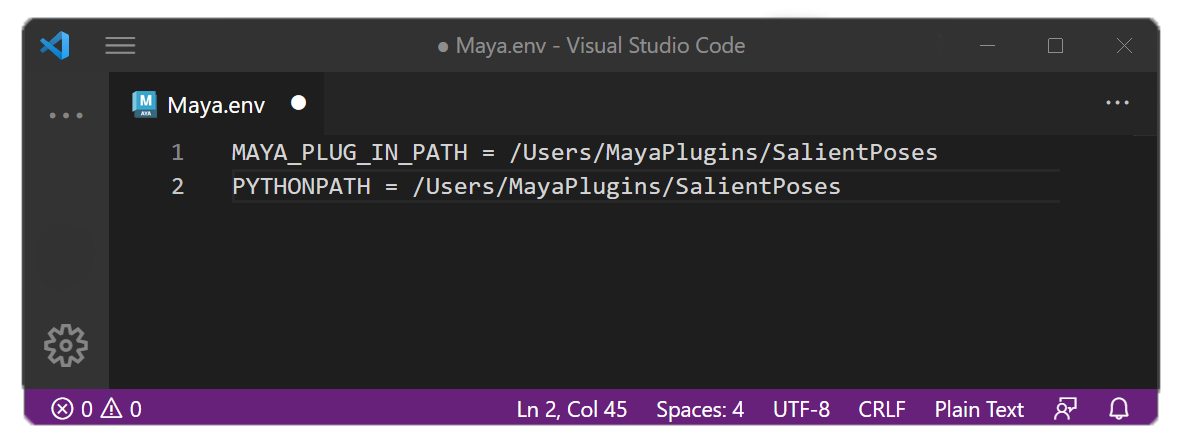 ● Maya.env - Visual Studio Code
M
AYA
Maya.env
1 MAYA_PLUG_IN_PATH = /Users/MayaPlugins/SalientPoses
2 PYTHONPATH = /Users/MayaPlugins/SalientPoses
0 0 Ln 2, Col 45 Spaces: 4 UTF-8 CRLF Plain Text